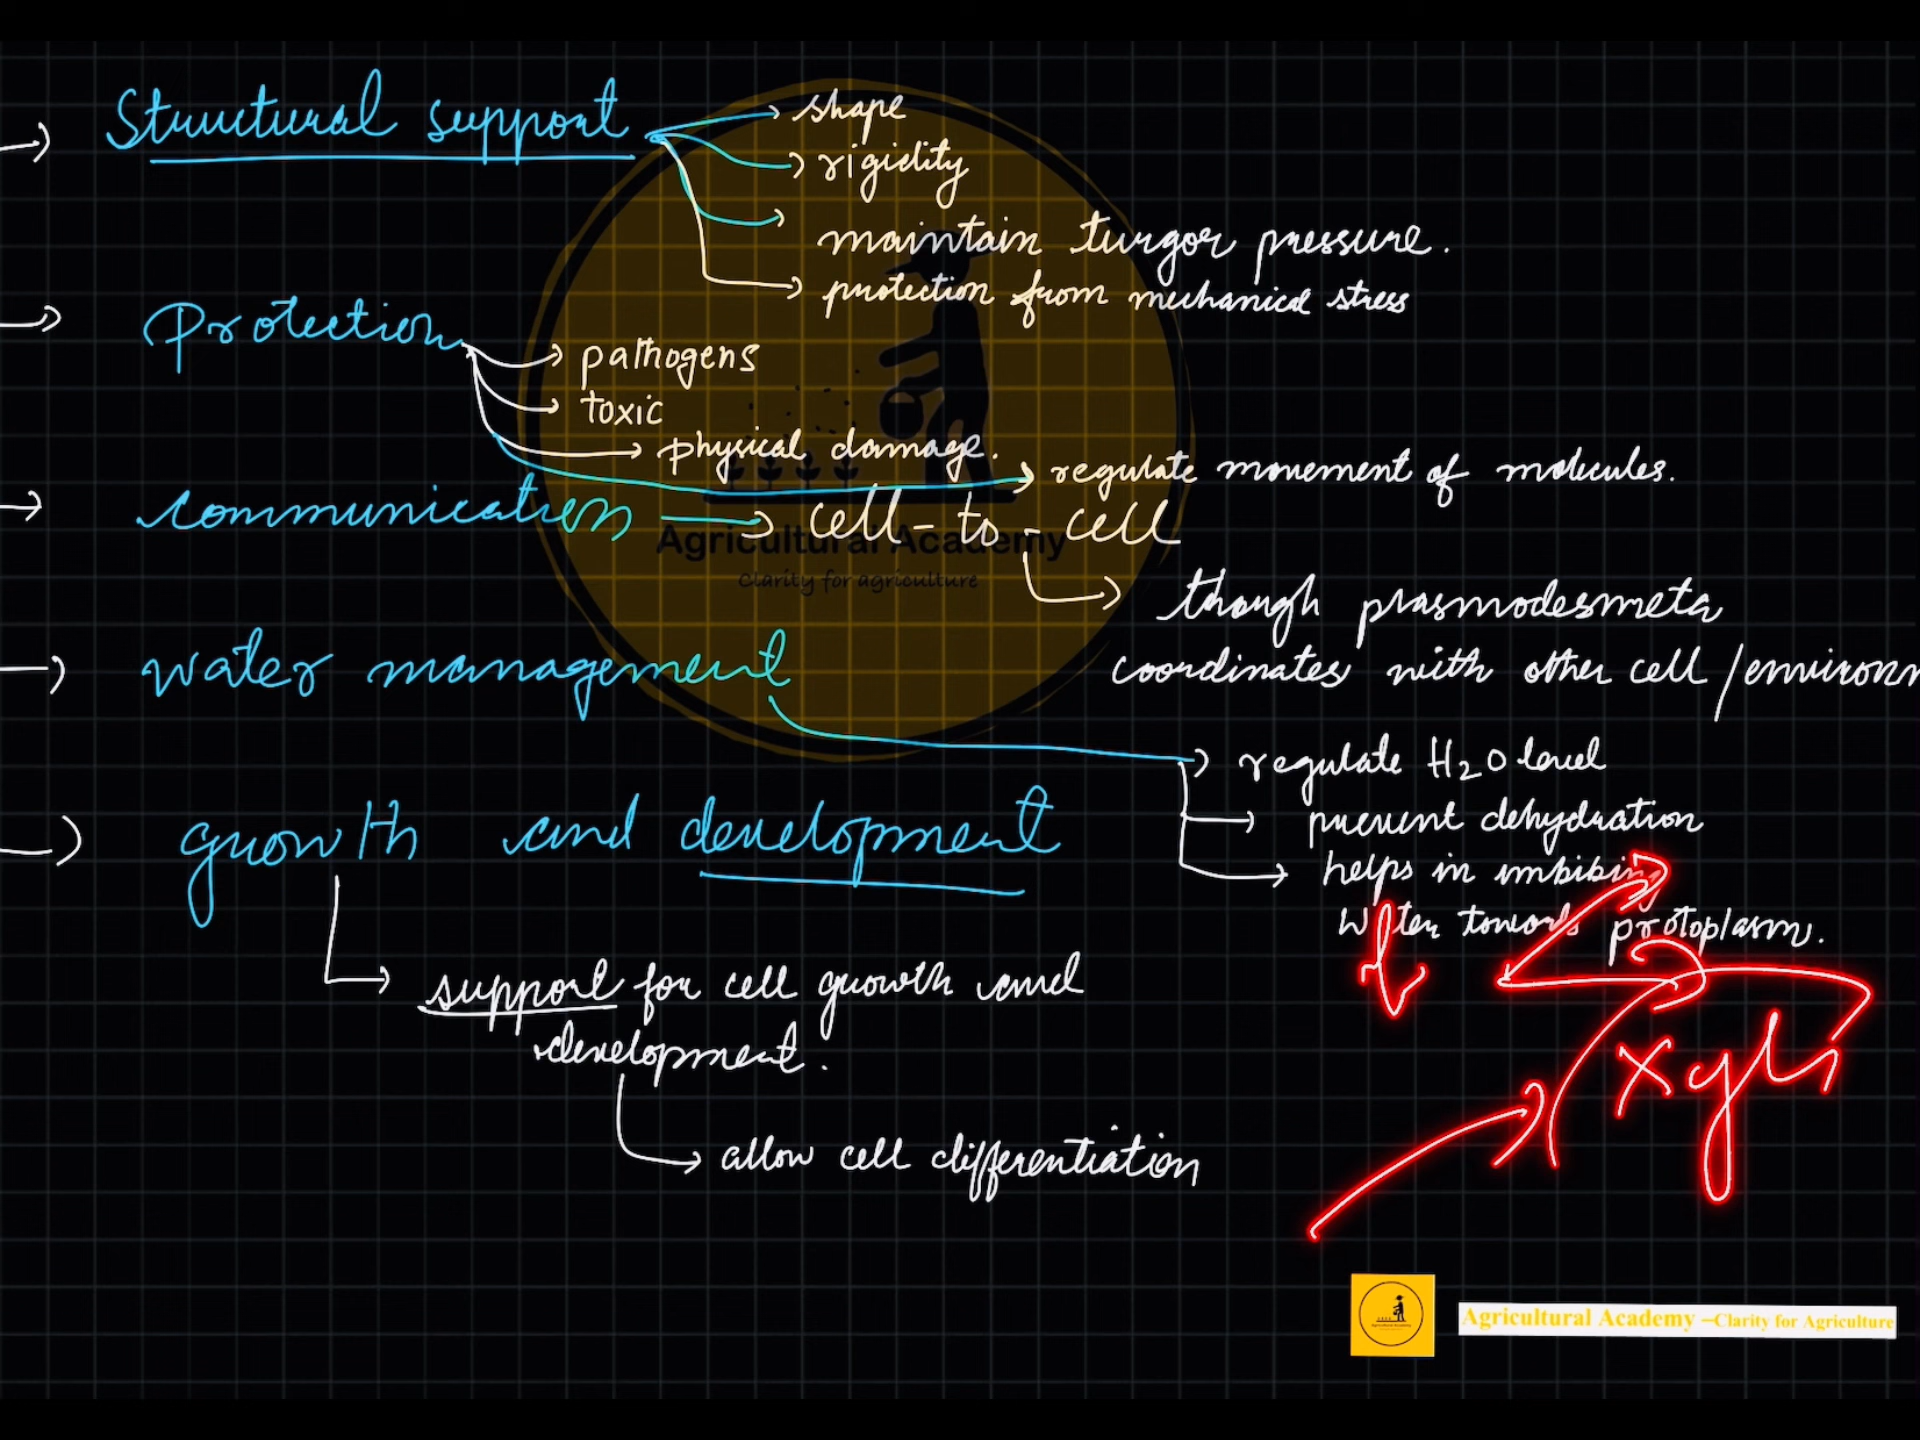 Structural support
shape
rigidity
maintain turgor pressure.
protection from mechanical stress
Protection
pathogens
toxic
physical damage.
regulate movement of molecules.
communication
cell-to-cell
Agricultural Academy
Clarity for agriculture
though plasmodesmeta
coordinates with other cell/environm
water management
regulate H2O level
prevent dehydration
helps in imbibing
water towards protoplasm.
growth and development
support for cell growth and
development.
allow cell differentiation
Agricultural Academy –Clarity for Agriculture